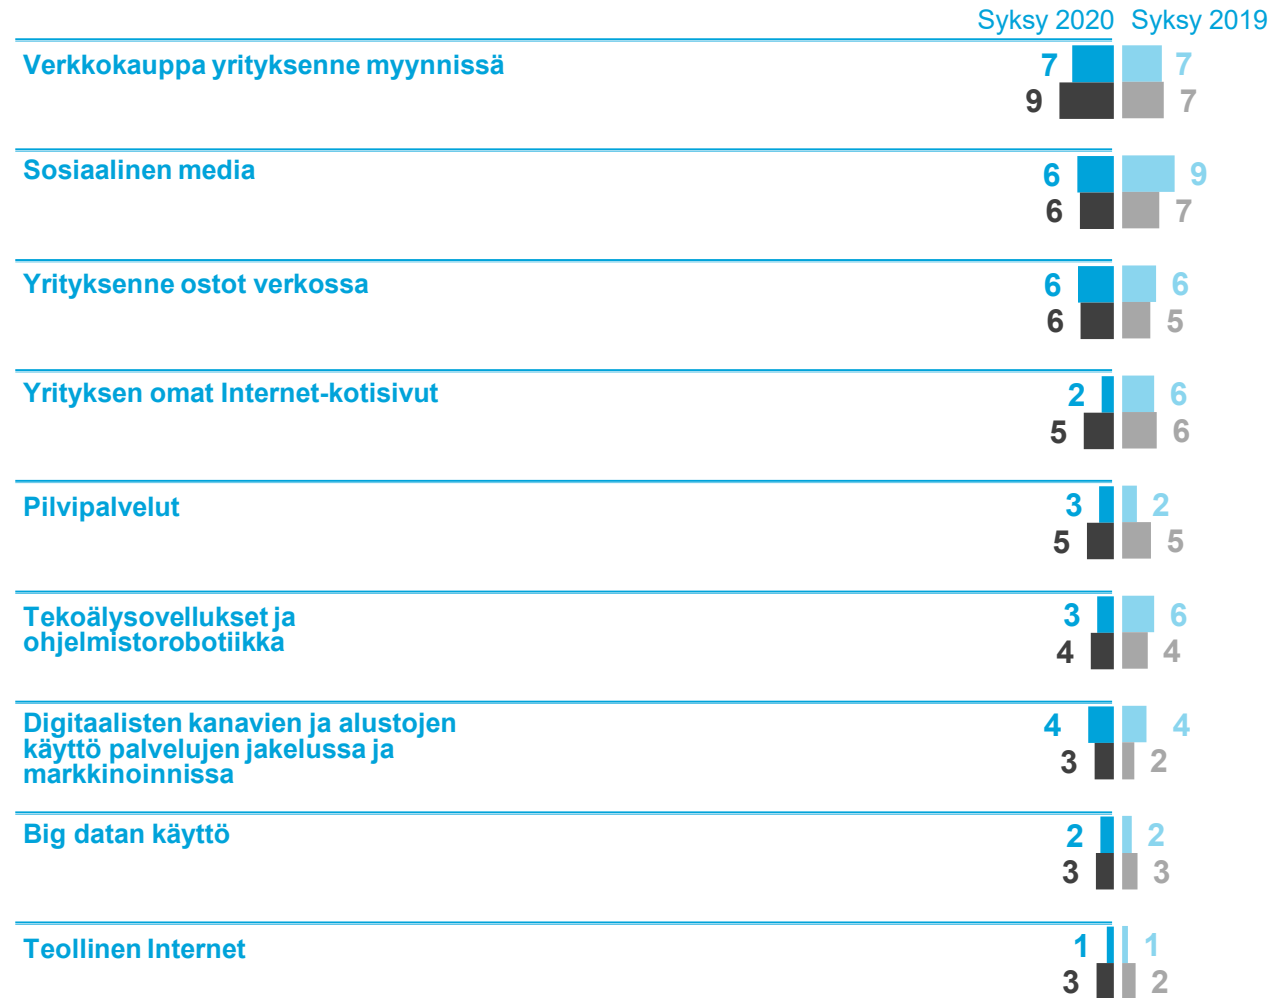 Syksy 2020 Syksy 2019
Verkkokauppa yrityksenne myynnissä
7 7
9 7
Sosiaalinen media
6 9
6 7
Yrityksenne ostot verkossa
6 6
6 5
Yrityksen omat Internet-kotisivut
2 6
5 6
Pilvipalvelut
3 2
5 5
Tekoälysovellukset ja
ohjelmistorobotiikka
3 6
4 4
Digitaalisten kanavien ja alustojen
käyttö palvelujen jakelussa ja
markkinoinnissa
4 4
3 2
Big datan käyttö
2 2
3 3
Teollinen Internet
1 1
3 2